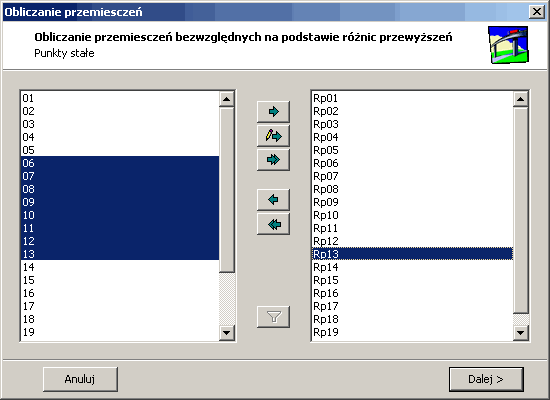 Obliczanie przemieszczeń
Obliczanie przemieszczeń bezwzględnych na podstawie różnic przewyższeń
Punkty stałe
01
02
03
04
05
06
07
08
09
10
11
12
13
14
15
16
17
18
19
Rp01
Rp02
Rp03
Rp04
Rp05
Rp06
Rp07
Rp08
Rp09
Rp10
Rp11
Rp12
Rp13
Rp14
Rp15
Rp16
Rp17
Rp18
Rp19
Anuluj
Dalej >